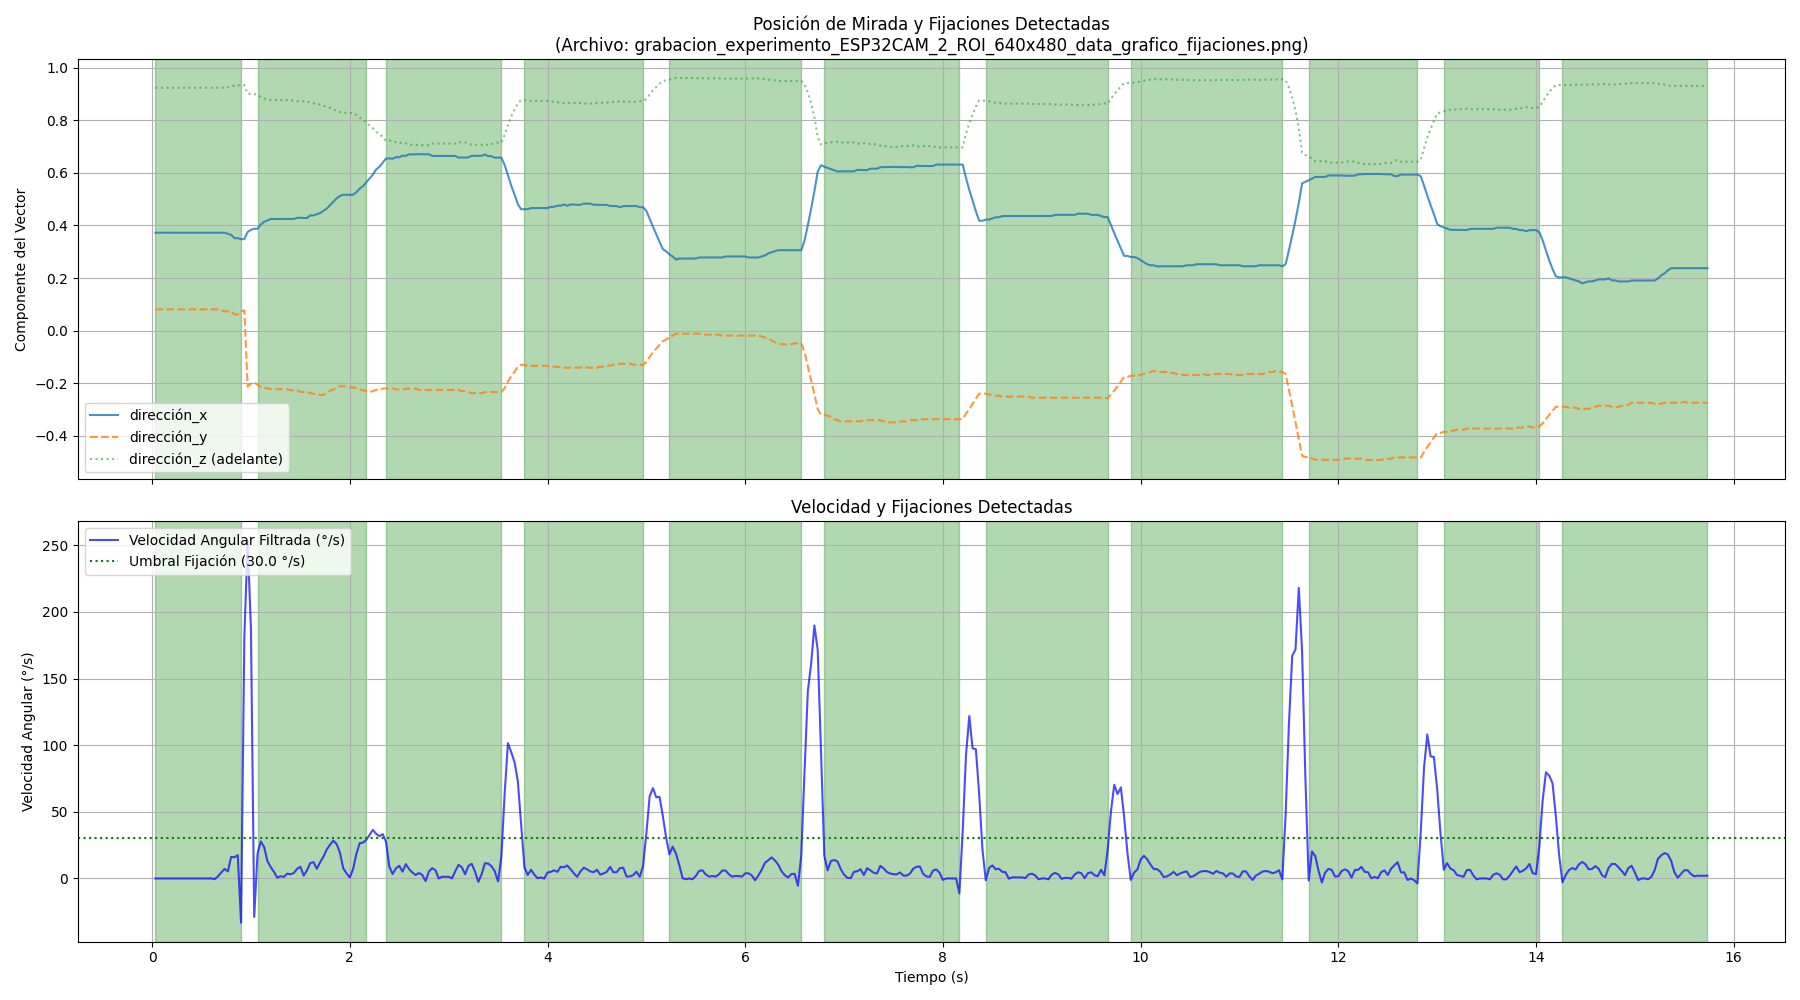 Posición de Mirada y Fijaciones Detectadas
(Archivo: grabacion_experimento_ESP32CAM_2_ROI_640x480_data_grafico_fijaciones.png)
1.0
0.8
0.6
0.4
0.2
0.0
−0.2
−0.4
Componente del Vector
dirección_x
dirección_y
dirección_z (adelante)
Velocidad y Fijaciones Detectadas
250
200
150
100
50
0
Velocidad Angular (°/s)
Velocidad Angular Filtrada (°/s)
Umbral Fijación (30.0 °/s)
0 2 4 6 8 10 12 14 16
Tiempo (s)